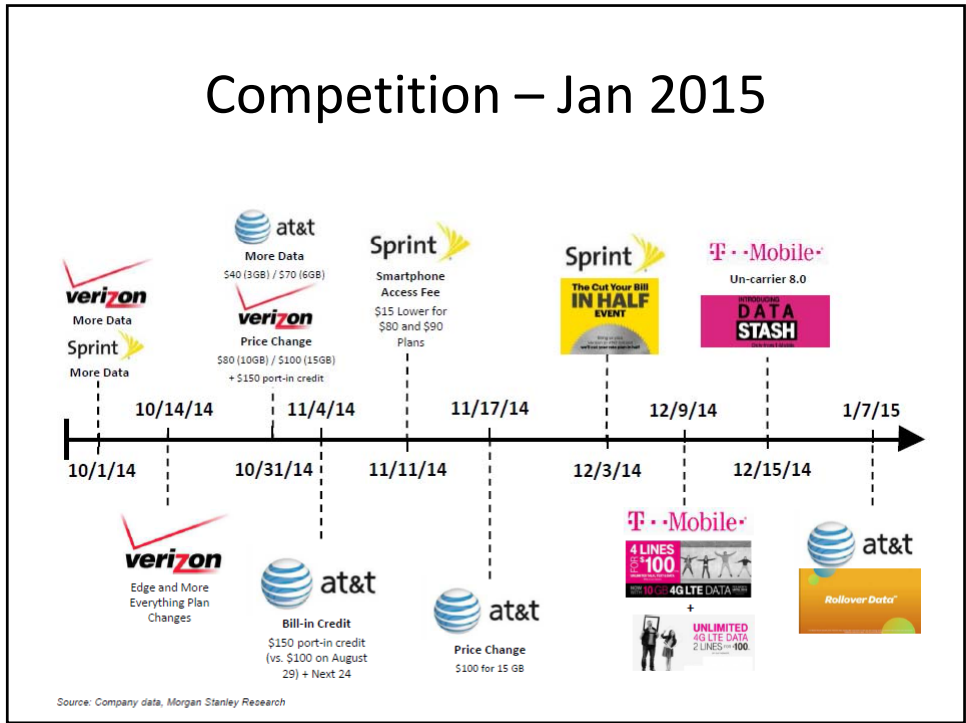 Competition – Jan 2015
verizon
More Data
Sprint
More Data
at&t
More Data
$40 (3GB) / $70 (6GB)
verizon
Price Change
$80 (10GB) / $100 (15GB)
+ $150 port-in credit
Sprint
Smartphone
Access Fee
$15 Lower for
$80 and $90
Plans
Sprint
The Cut Your Bill
IN HALF
EVENT
T-Mobile
Un-carrier 8.0
INTRODUCING
DATA
STASH
10/14/14
11/4/14
11/17/14
12/9/14
1/7/15
10/1/14
10/31/14
11/11/14
12/3/14
12/15/14
verizon
Edge and More
Everything Plan
Changes
at&t
Bill-in Credit
$150 port-in credit
(vs. $100 on August
29) + Next 24
at&t
Price Change
$100 for 15 GB
T-Mobile
4 LINES
FOR $100
10 GB 4G LTE DATA
+
UNLIMITED
4G LTE DATA
2 LINES FOR $100.
at&t
Rollover Data
Source: Company data, Morgan Stanley Research